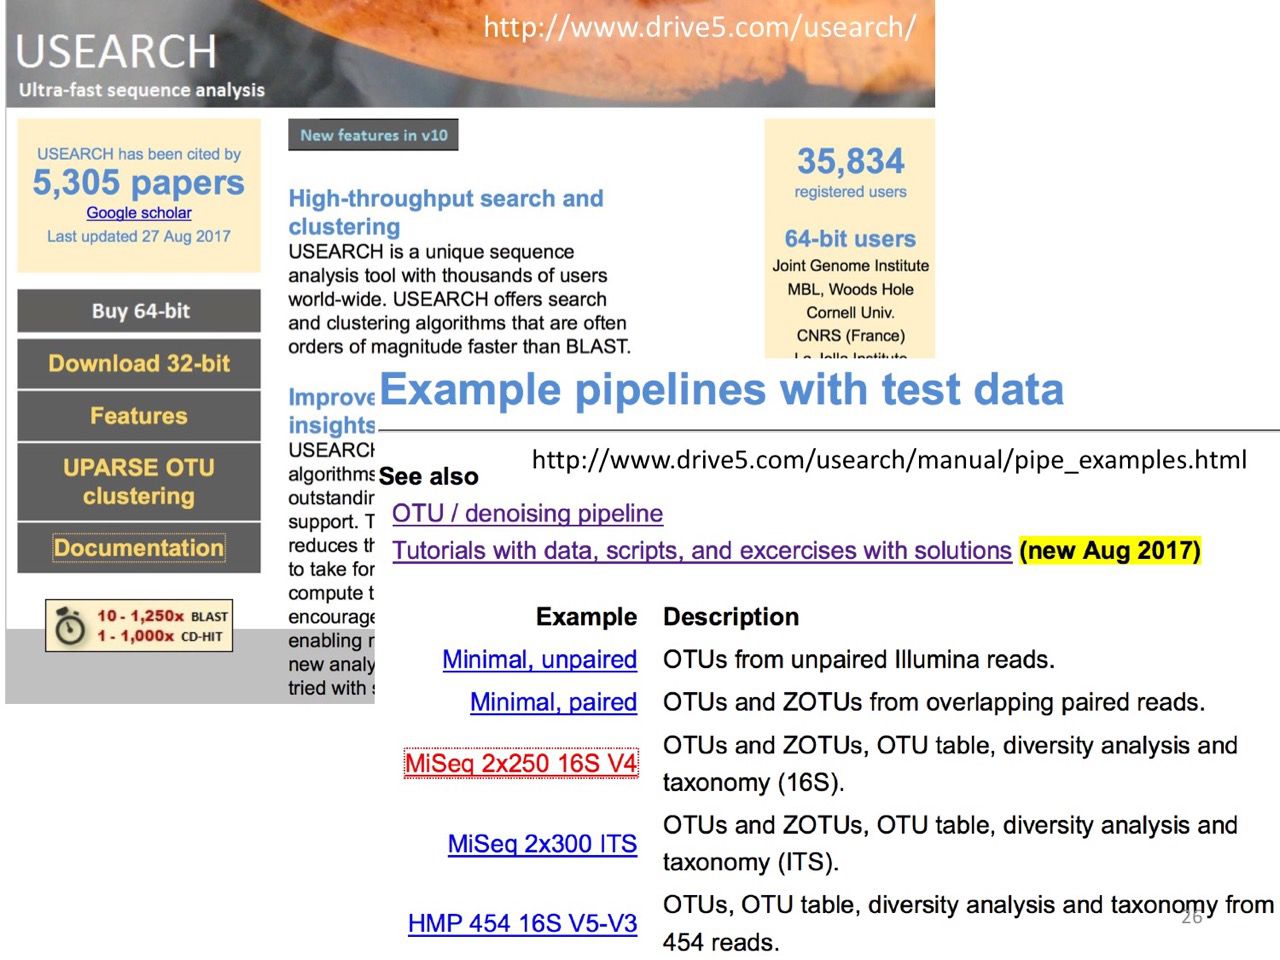 http://www.drive5.com/usearch/
USEARCH
Ultra-fast sequence analysis
USEARCH has been cited by
5,305 papers
Google scholar
Last updated 27 Aug 2017
Buy 64-bit
Download 32-bit
Features
UPARSE OTU
clustering
Documentation
10 - 1,250x BLAST
1 - 1,000x CD-HIT
New features in v10
High-throughput search and
clustering
USEARCH is a unique sequence
analysis tool with thousands of users
world-wide. USEARCH offers search
and clustering algorithms that are often
orders of magnitude faster than BLAST.
Improve
insights
USEARCH
algorithms
outstandin
support. T
reduces th
to take for
compute t
encourage
enabling r
new analy
tried with s
35,834
registered users
64-bit users
Joint Genome Institute
MBL, Woods Hole
Cornell Univ.
CNRS (France)
La Jolla Institute
Example pipelines with test data
http://www.drive5.com/usearch/manual/pipe_examples.html
See also
OTU / denoising pipeline
Tutorials with data, scripts, and excercises with solutions (new Aug 2017)
Example Description
Minimal, unpaired OTUs from unpaired Illumina reads.
Minimal, paired OTUs and ZOTUs from overlapping paired reads.
MiSeq 2x250 16S V4 OTUs and ZOTUs, OTU table, diversity analysis and
taxonomy (16S).
MiSeq 2x300 ITS OTUs and ZOTUs, OTU table, diversity analysis and
taxonomy (ITS).
HMP 454 16S V5-V3 OTUs, OTU table, diversity analysis and taxonomy from
454 reads.
26